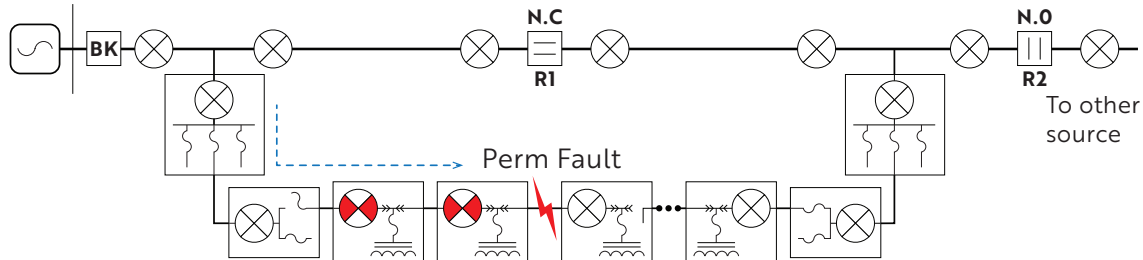 BK
N.C
R1
N.0
R2
To other
source
Perm Fault